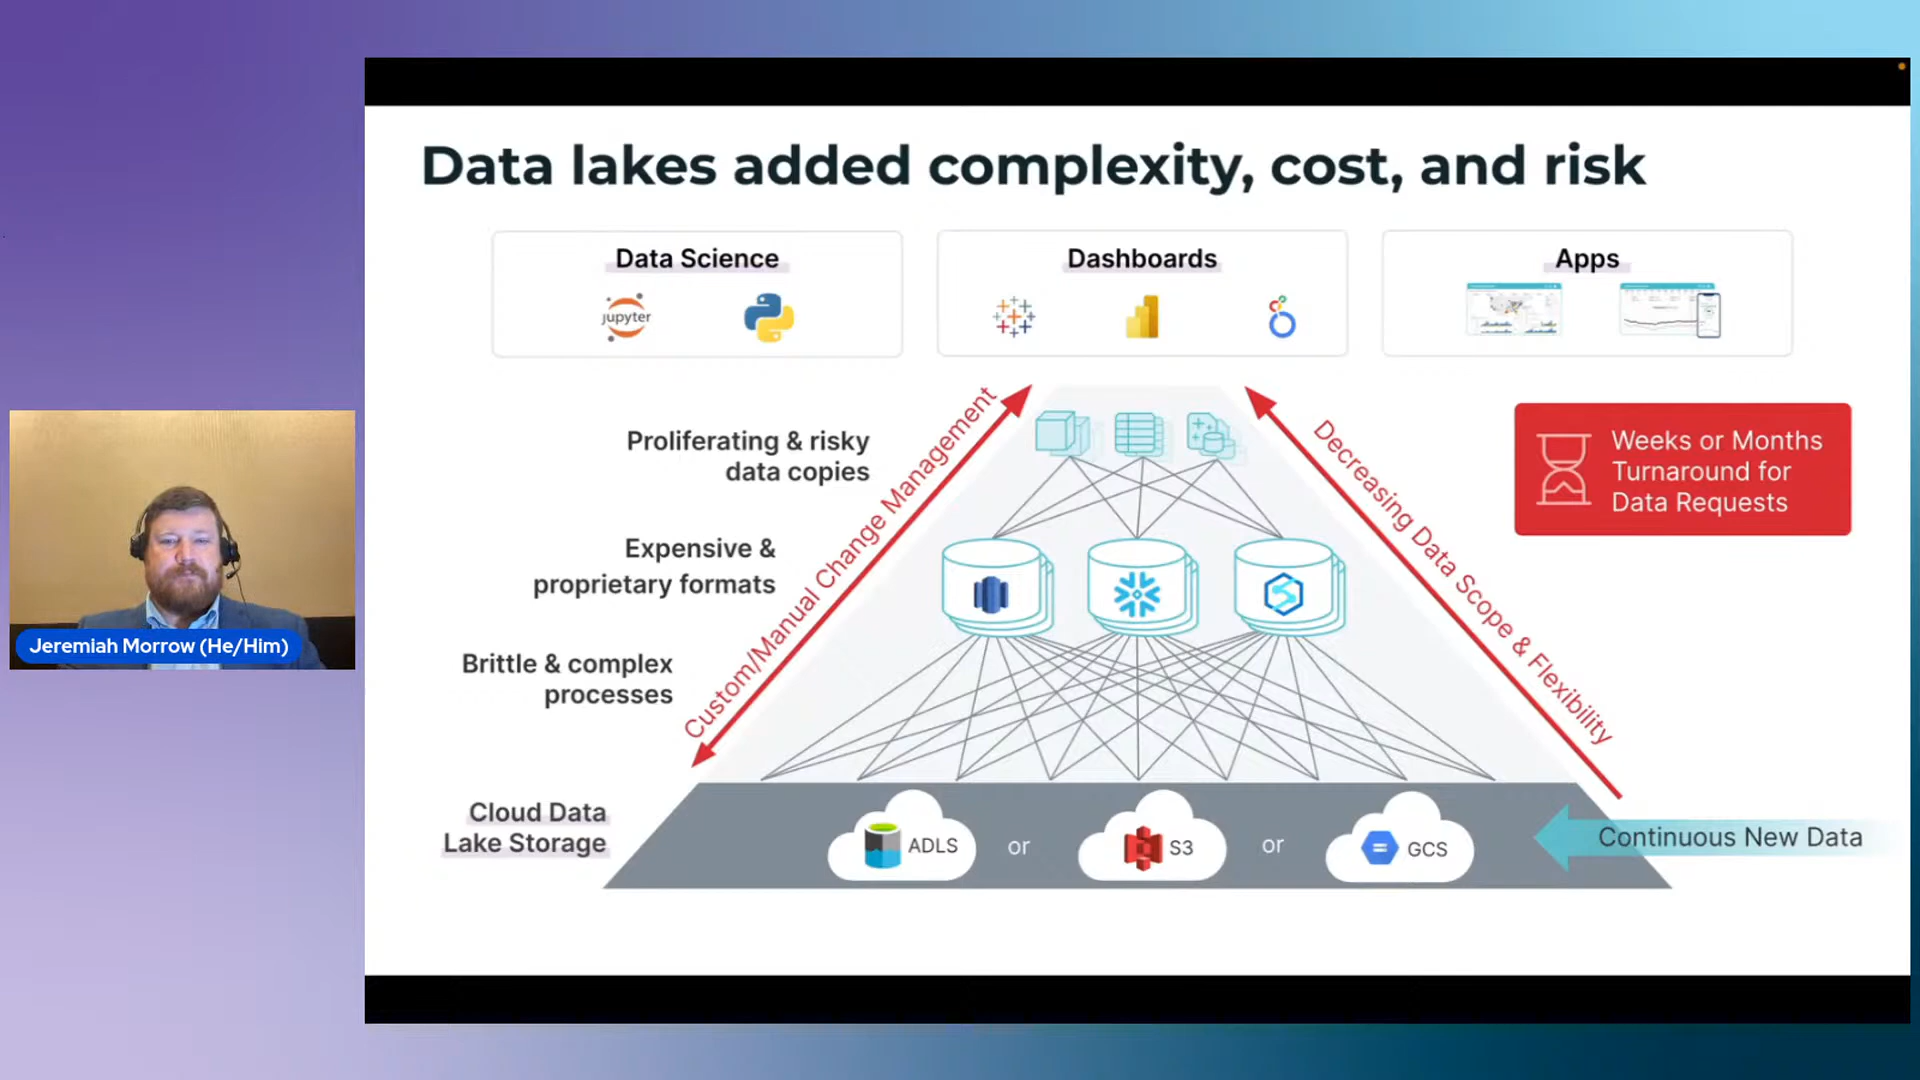 Data lakes added complexity, cost, and risk
Data Science
jupyter
Dashboards
Apps
Proliferating & risky
data copies
Expensive &
proprietary formats
Brittle & complex
processes
Custom/Manual Change Management
Decreasing Data Scope & Flexibility
Weeks or Months
Turnaround for
Data Requests
Cloud Data
Lake Storage
ADLS
or
S3
or
GCS
Continuous New Data
Jeremiah Morrow (He/Him)